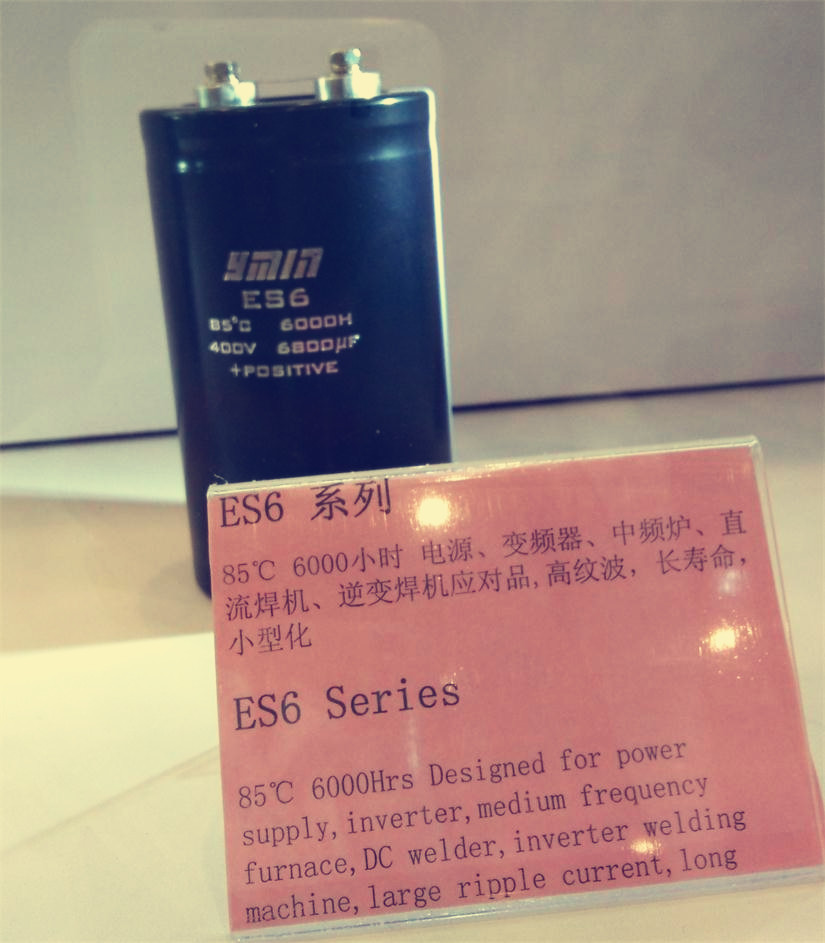 ymin
ES6
85°C 6000H
400V 6800µF
+POSITIVE
ES6 系列
85℃ 6000小时 电源、变频器、中频炉、直
流焊机、逆变焊机应对品,高纹波，长寿命，
小型化
ES6 Series
85℃ 6000Hrs Designed for power
supply,inverter,medium frequency
furnace,DC welder,inverter welding
machine,large ripple current,long